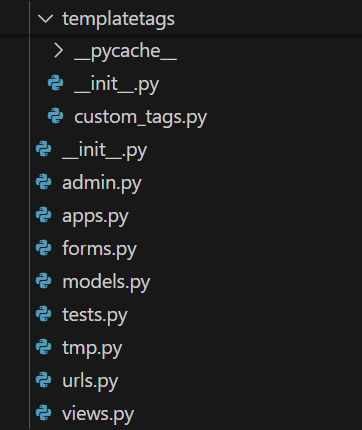 templatetags
__pycache__
__init__.py
custom_tags.py
__init__.py
admin.py
apps.py
forms.py
models.py
tests.py
tmp.py
urls.py
views.py